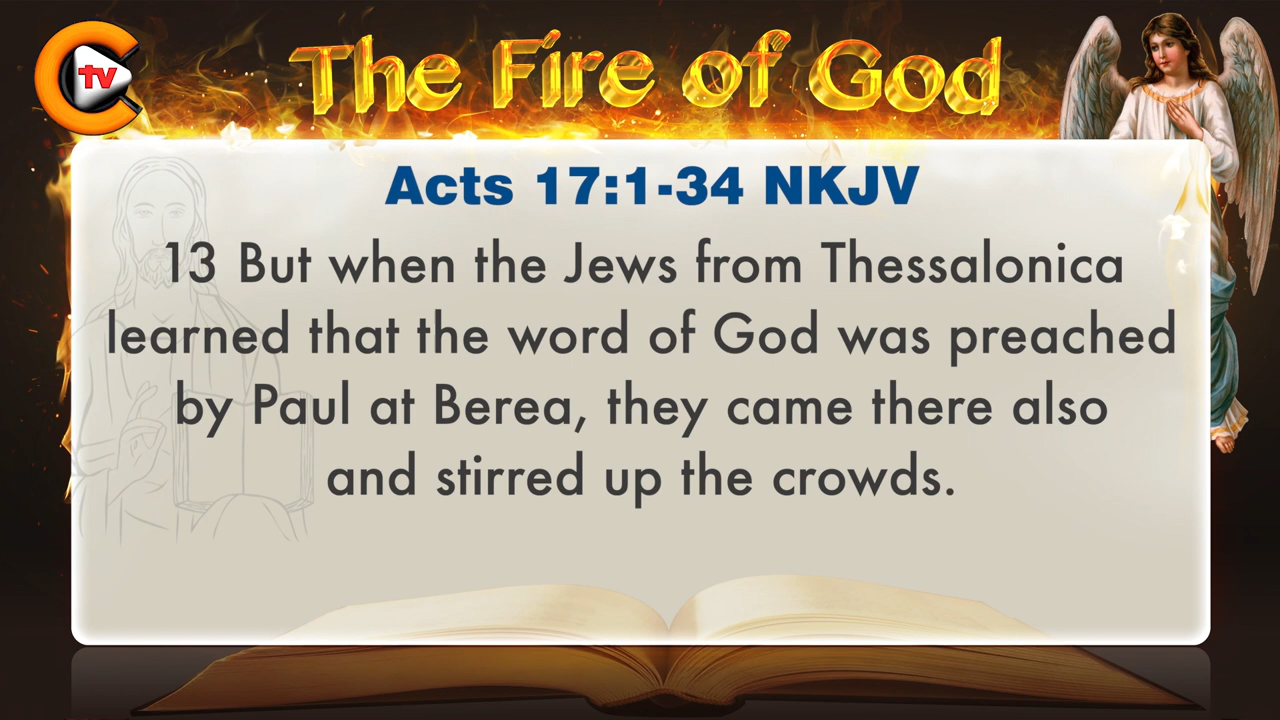 tv
The Fire of God
Acts 17:1-34 NKJV
13 But when the Jews from Thessalonica
learned that the word of God was preached
by Paul at Berea, they came there also
and stirred up the crowds.